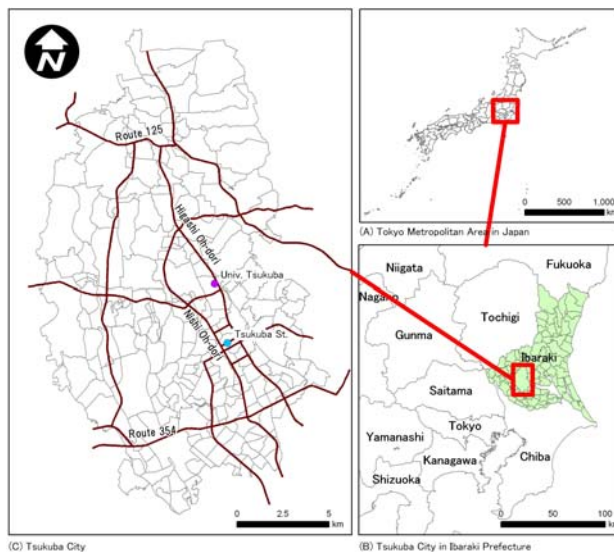 N
Route 125
Higashi Oh-dori
Univ. Tsukuba
Nishi Oh-dori
Tsukuba St.
Route 354
0 2.5 5
km
(C) Tsukuba City
0 500 1,000
km
(A) Tokyo Metropolitan Area in Japan
Fukuoka
Niigata
Nagano
Tochigi
Gunma
Ibaraki
Saitama
Tokyo
Yamanashi
Kanagawa
Chiba
Shizuoka
0 50 100
km
(B) Tsukuba City in Ibaraki Prefecture